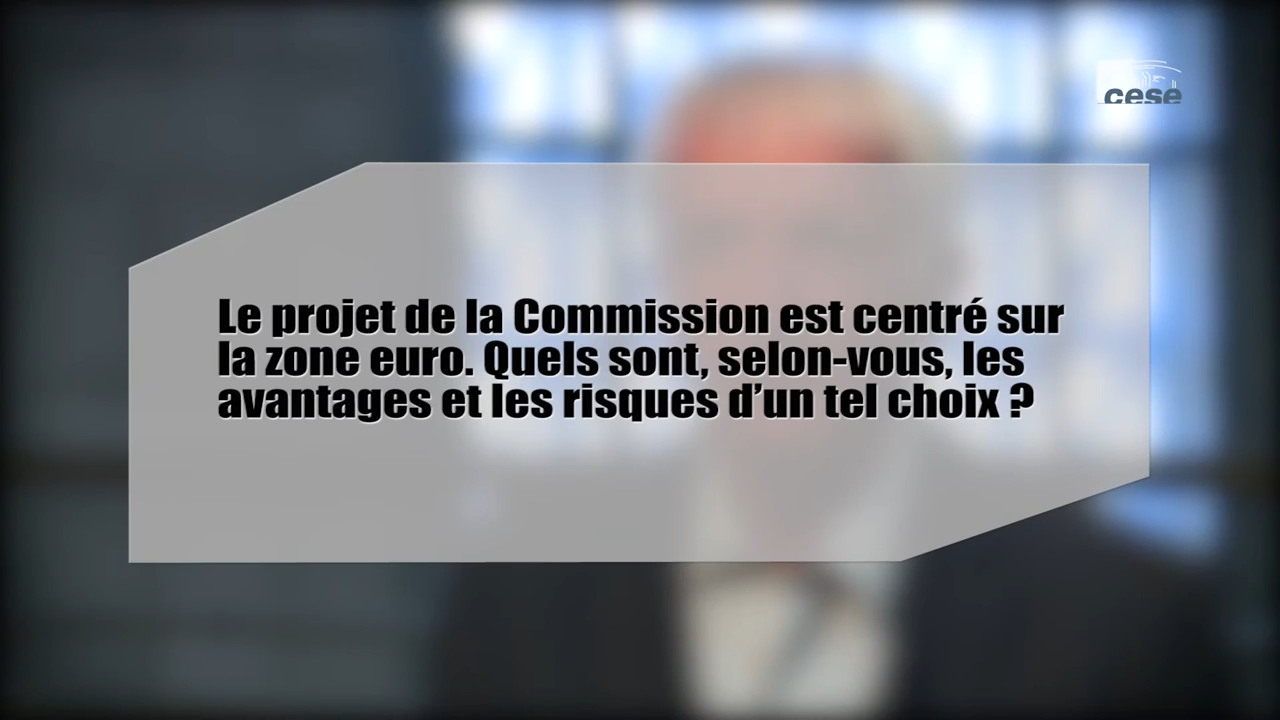 cese
Le projet de la Commission est centré sur
la zone euro. Quels sont, selon-vous, les
avantages et les risques d’un tel choix ?